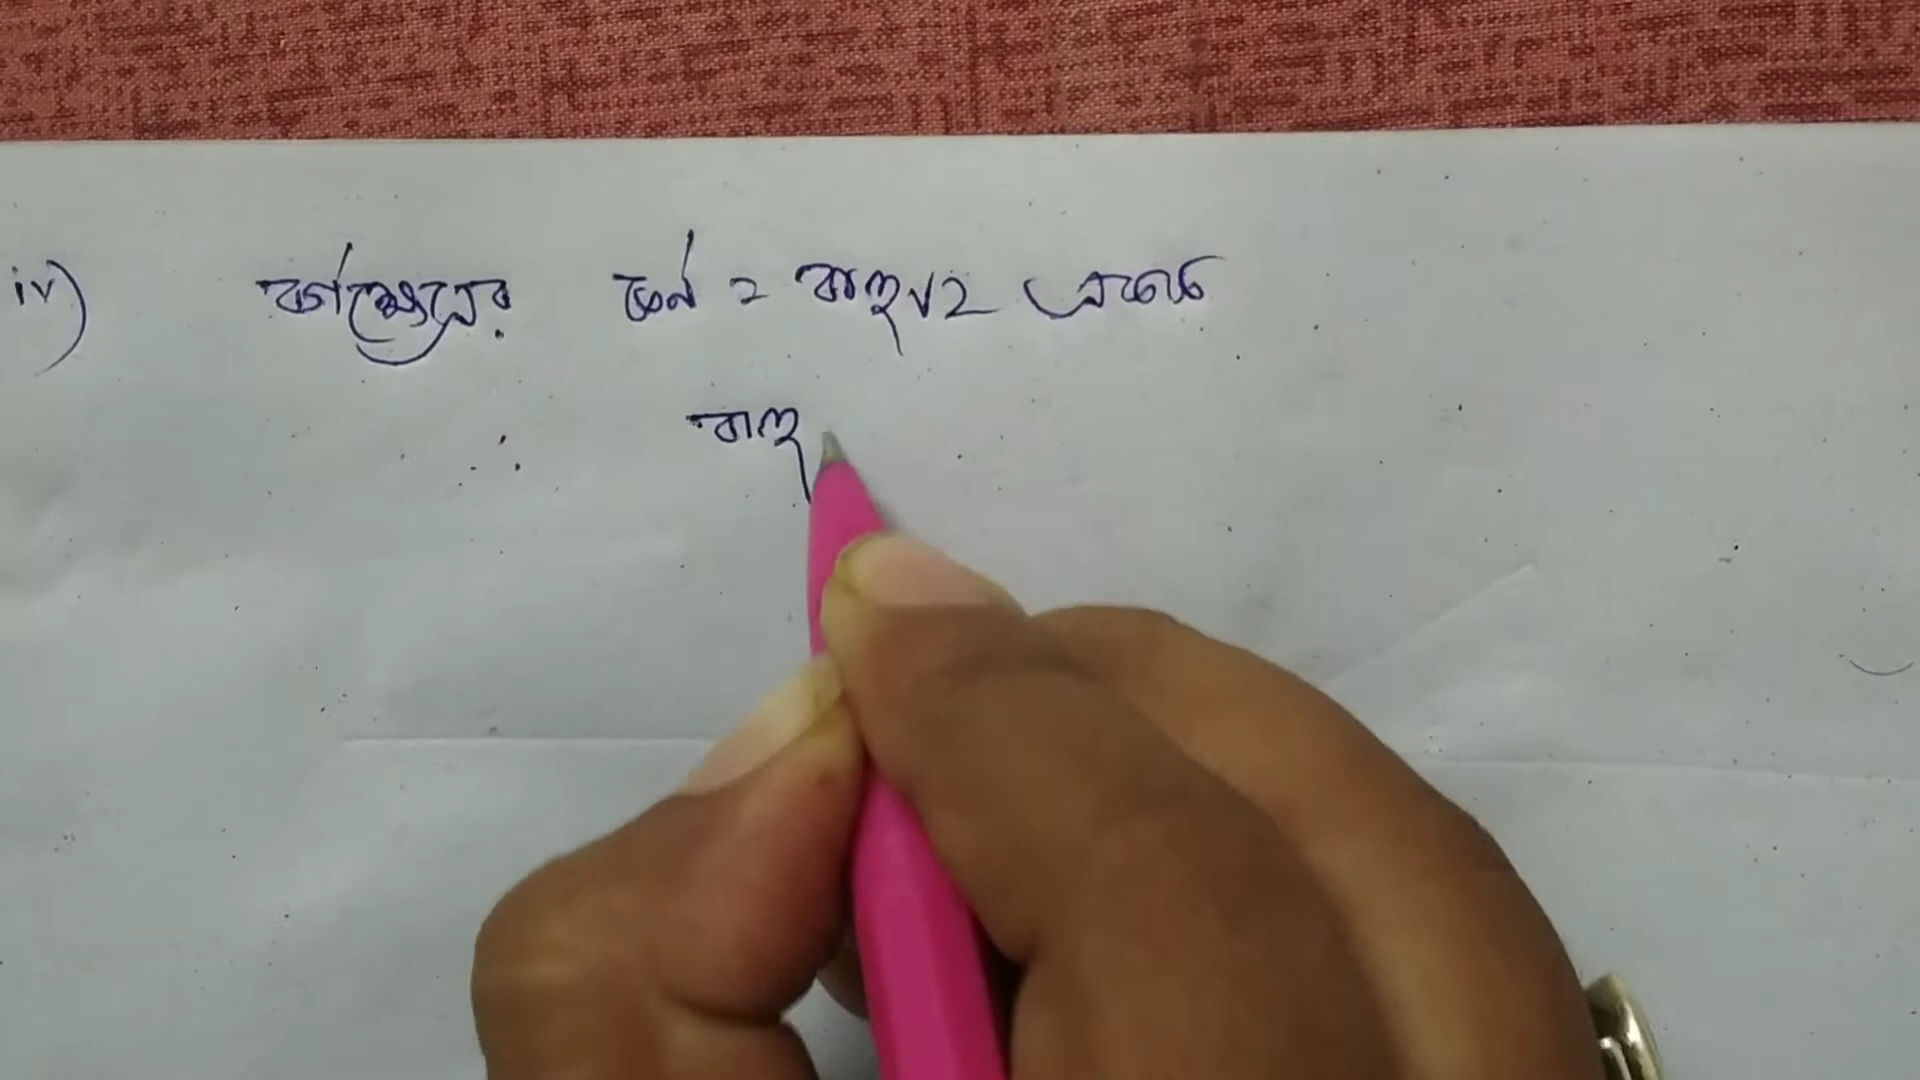 iv) বর্গক্ষেত্রের কর্ণ = বাহু√2 একক
বাহু